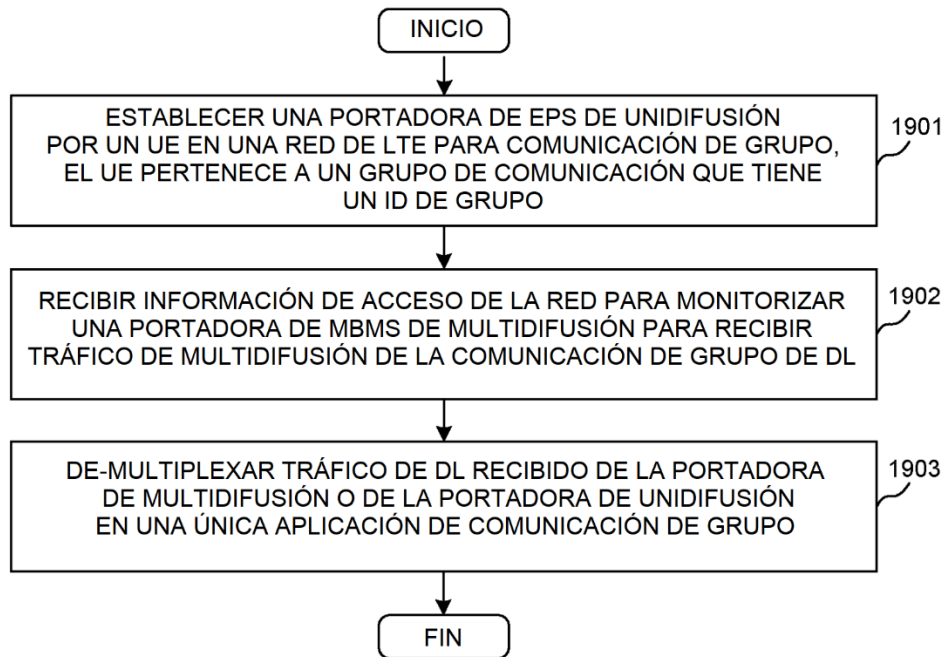 INICIO
ESTABLECER UNA PORTADORA DE EPS DE UNIDIFUSIÓN
POR UN UE EN UNA RED DE LTE PARA COMUNICACIÓN DE GRUPO,
EL UE PERTENECE A UN GRUPO DE COMUNICACIÓN QUE TIENE
UN ID DE GRUPO
1901
RECIBIR INFORMACIÓN DE ACCESO DE LA RED PARA MONITORIZAR
UNA PORTADORA DE MBMS DE MULTIDIFUSIÓN PARA RECIBIR
TRÁFICO DE MULTIDIFUSIÓN DE LA COMUNICACIÓN DE GRUPO DE DL
1902
DE-MULTIPLEXAR TRÁFICO DE DL RECIBIDO DE LA PORTADORA
DE MULTIDIFUSIÓN O DE LA PORTADORA DE UNIDIFUSIÓN
EN UNA ÚNICA APLICACIÓN DE COMUNICACIÓN DE GRUPO
1903
FIN